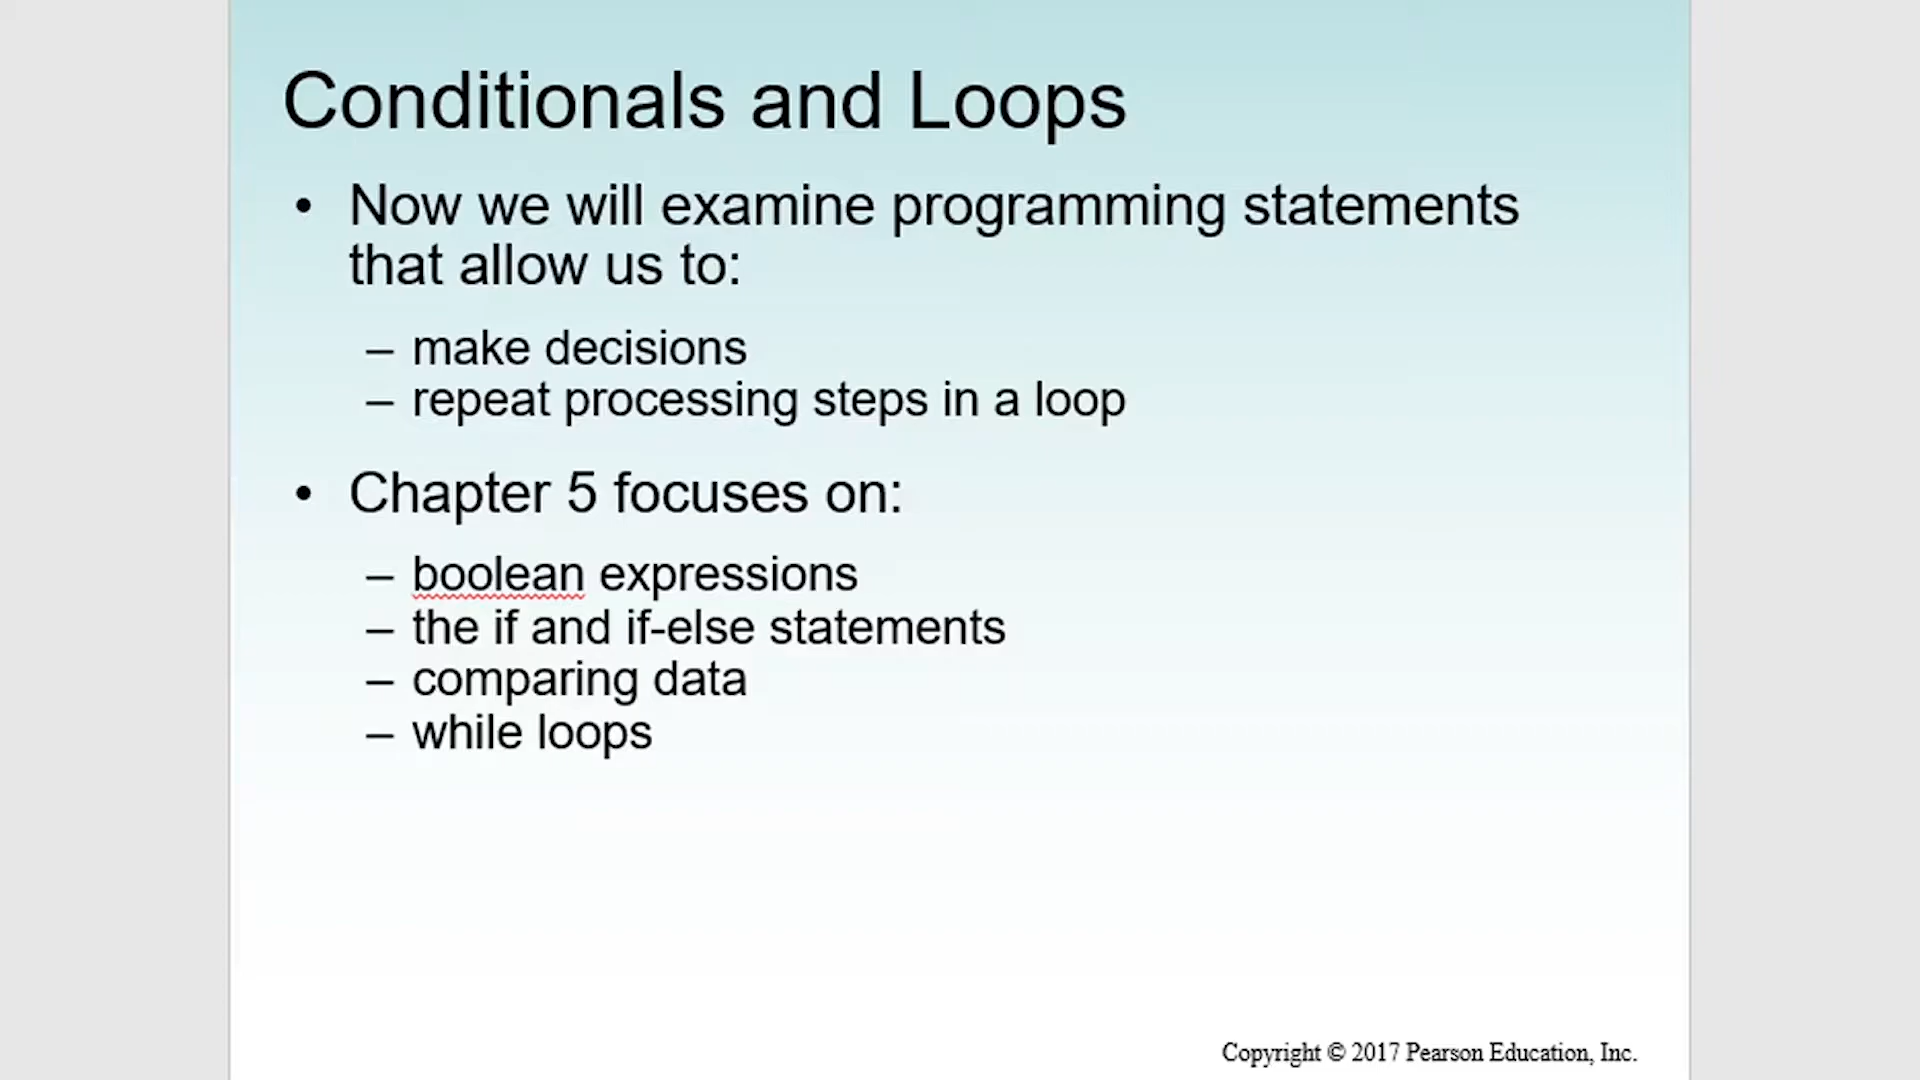 Conditionals and Loops
• Now we will examine programming statements
that allow us to:
– make decisions
– repeat processing steps in a loop
• Chapter 5 focuses on:
– boolean expressions
– the if and if-else statements
– comparing data
– while loops
Copyright © 2017 Pearson Education, Inc.